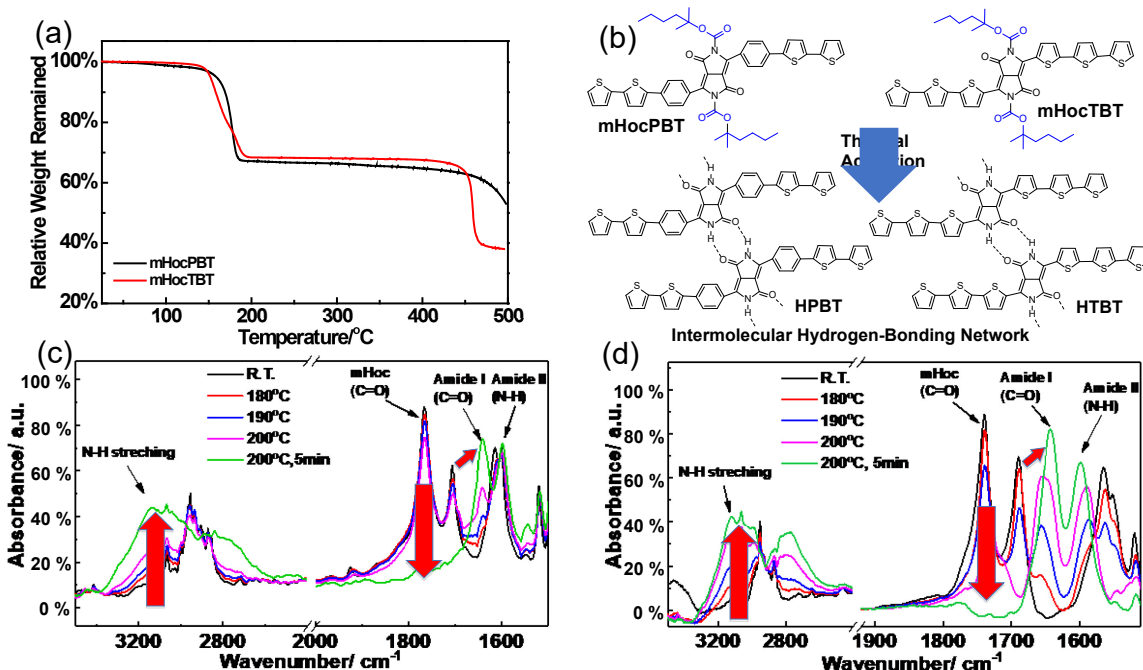 (a)
100%
80%
60%
40%
20%
Relative Weight Remained
mHocPBT
mHocTBT
100
200
300
400
500
Temperature/°C
(b)
mHocPBT
mHocTBT
HPBT
HTBT
Intermolecular Hydrogen-Bonding Network
(c)
100 %
80 %
60 %
40 %
20 %
0 %
Absorbance/ a.u.
R.T.
180°C
190°C
200°C
200°C,5min
N-H streching
mHoc
(C=O)
Amide I
(C=O)
Amide II
(N-H)
3200
2800
2000
1800
1600
Wavenumber/ cm⁻¹
(d)
100 %
80 %
60 %
40 %
20 %
0 %
Absorbance/ a.u.
R.T.
180°C
190°C
200°C
200°C, 5min
N-H streching
mHoc
(C=O)
Amide I
(C=O)
Amide II
(N-H)
3200
2800
1900
1800
1700
1600
Wavenumber/ cm⁻¹